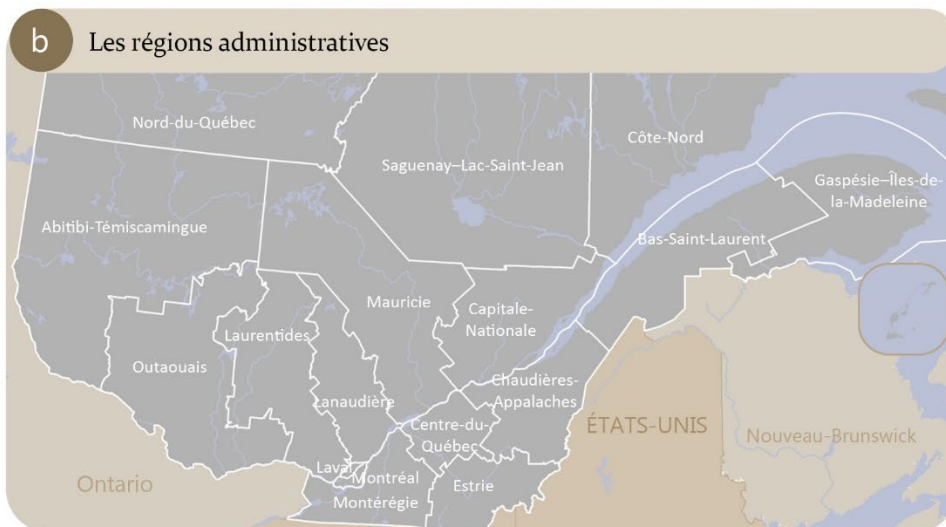 b
Les régions administratives
Nord-du-Québec
Côte-Nord
Saguenay–Lac-Saint-Jean
Gaspésie–Îles-de-
la-Madeleine
Abitibi-Témiscamingue
Bas-Saint-Laurent
Mauricie
Capitale-
Nationale
Laurentides
Outaouais
Chaudières-
Appalaches
Lanaudière
Centre-du-
Québec
ÉTATS-UNIS
Nouveau-Brunswick
Laval
Montréal
Estrie
Ontario
Montérégie